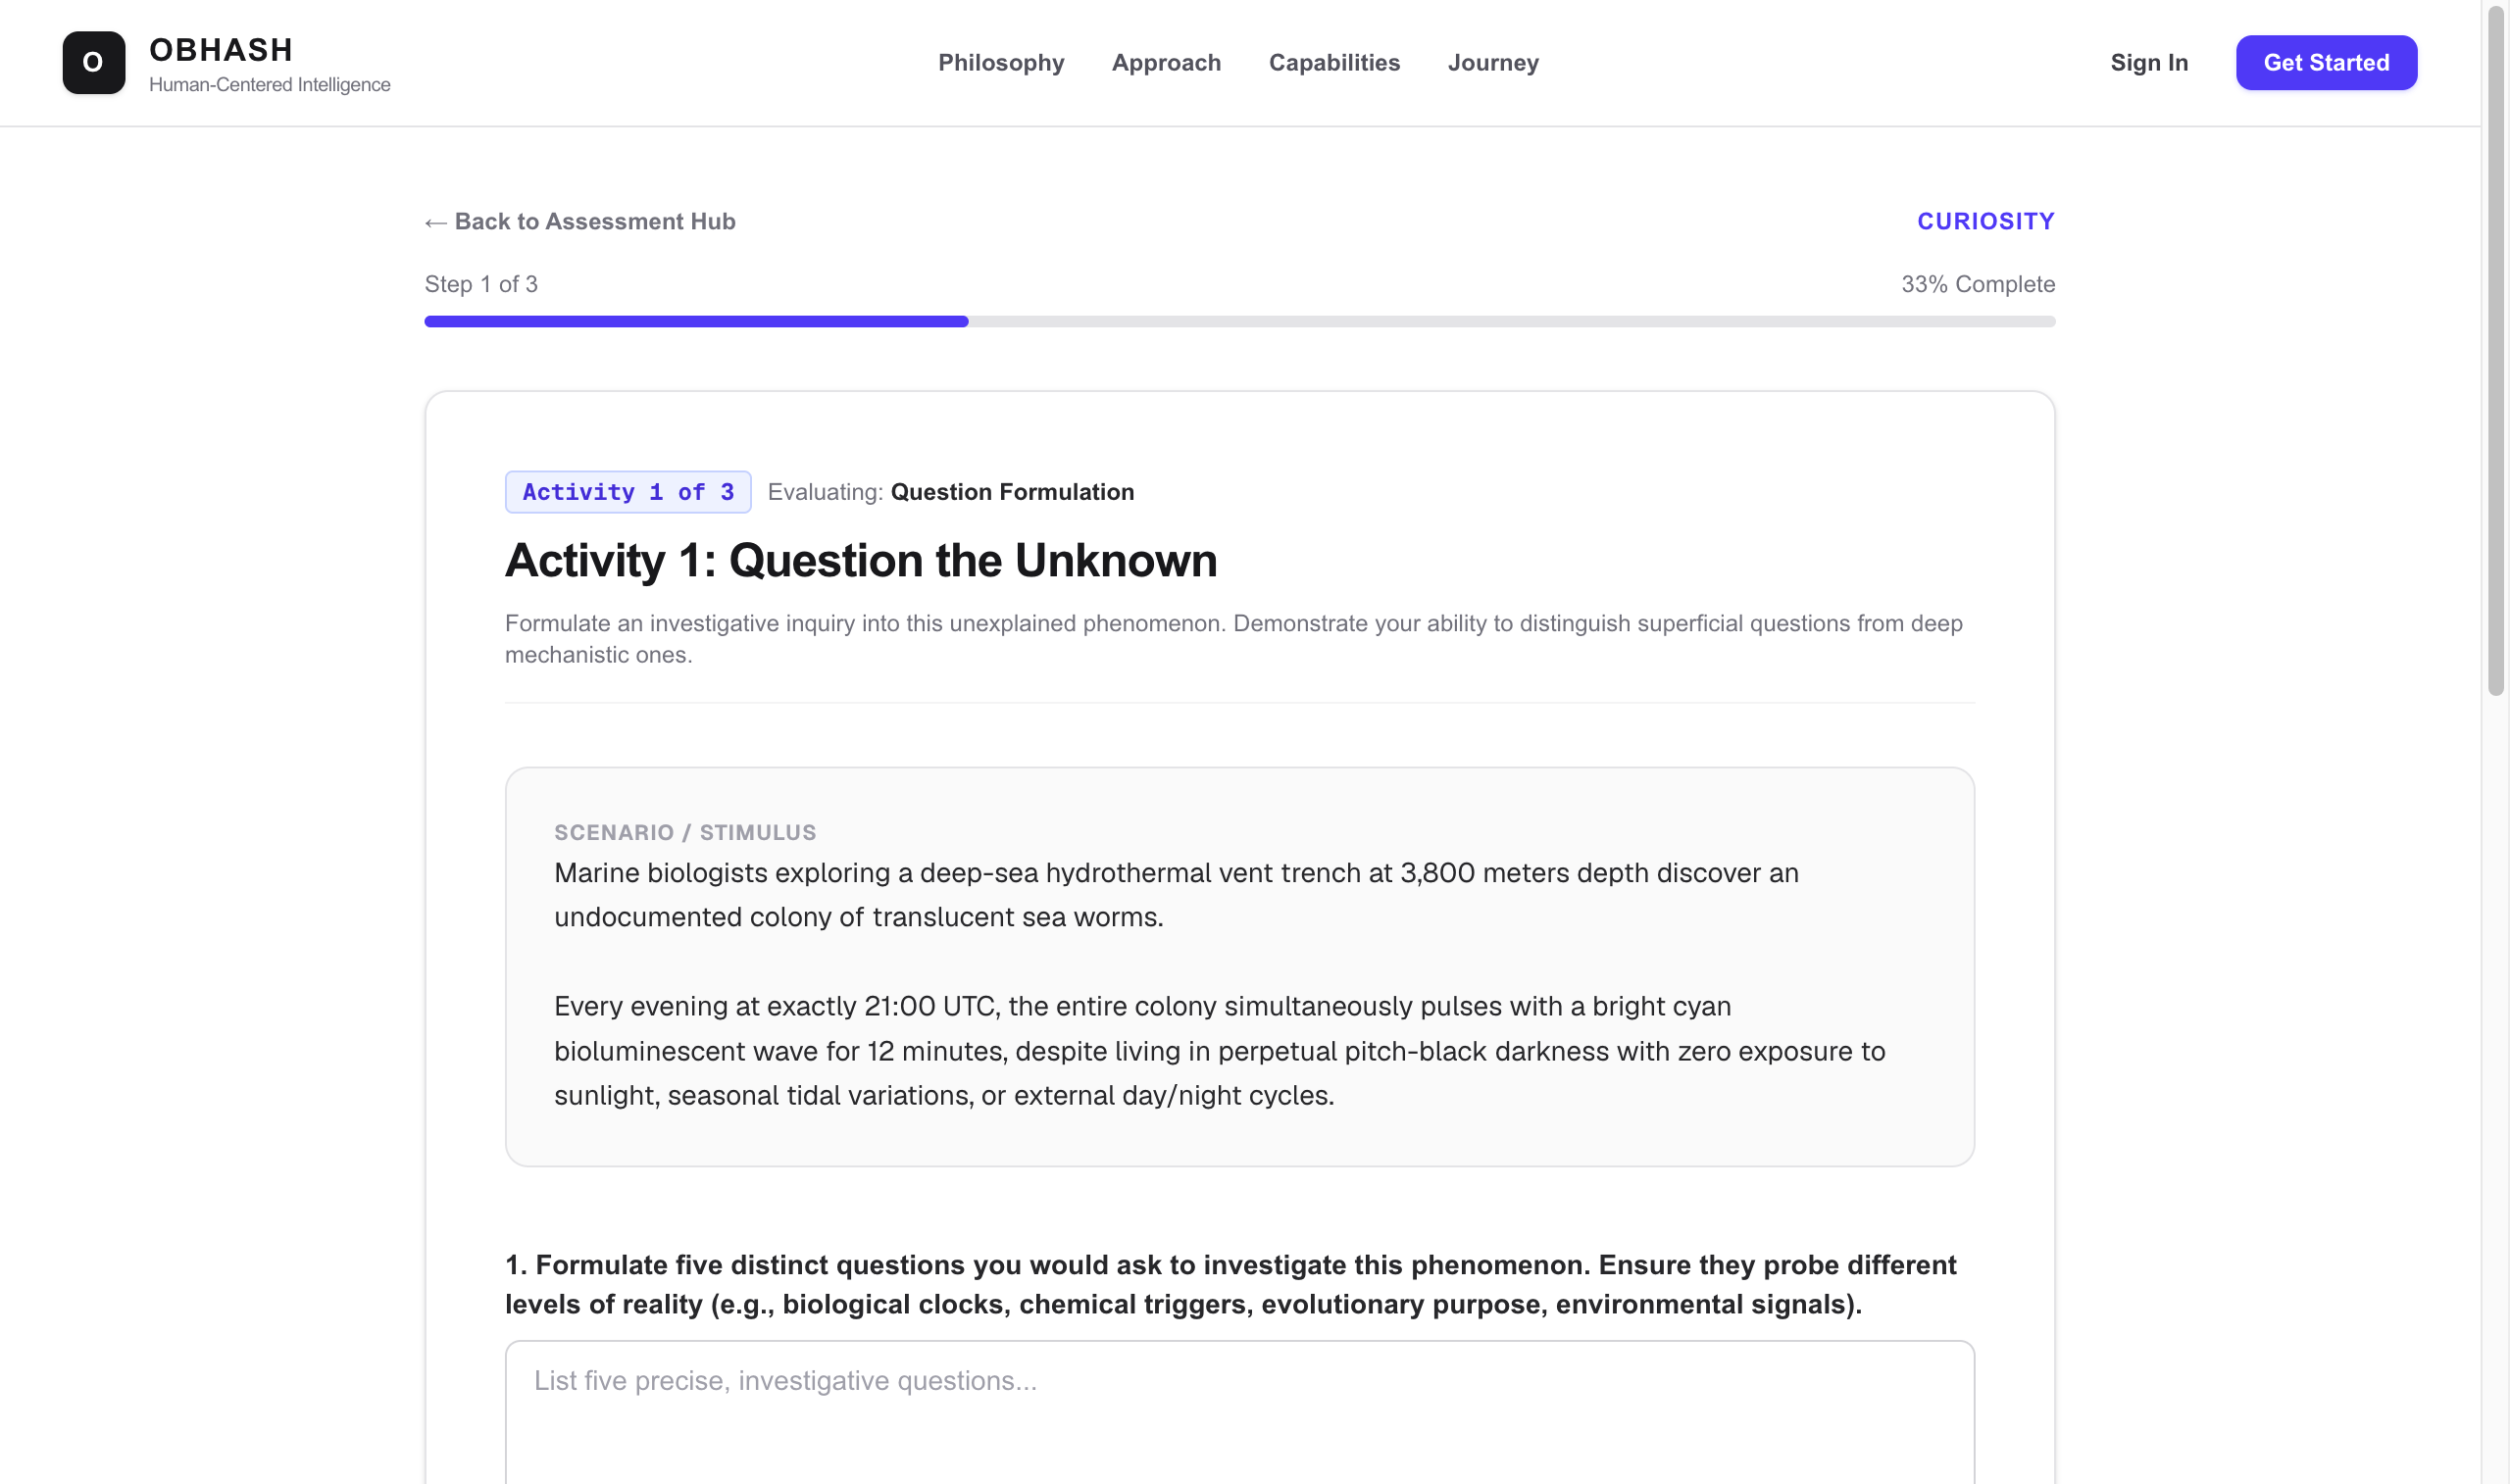 O
OBHASH
Human-Centered Intelligence
Philosophy
Approach
Capabilities
Journey
Sign In
Get Started
← Back to Assessment Hub
CURIOSITY
Step 1 of 3
33% Complete
Activity 1 of 3
Evaluating: Question Formulation
Activity 1: Question the Unknown
Formulate an investigative inquiry into this unexplained phenomenon. Demonstrate your ability to distinguish superficial questions from deep
mechanistic ones.
SCENARIO / STIMULUS
Marine biologists exploring a deep-sea hydrothermal vent trench at 3,800 meters depth discover an
undocumented colony of translucent sea worms.
Every evening at exactly 21:00 UTC, the entire colony simultaneously pulses with a bright cyan
bioluminescent wave for 12 minutes, despite living in perpetual pitch-black darkness with zero exposure to
sunlight, seasonal tidal variations, or external day/night cycles.
1. Formulate five distinct questions you would ask to investigate this phenomenon. Ensure they probe different
levels of reality (e.g., biological clocks, chemical triggers, evolutionary purpose, environmental signals).
List five precise, investigative questions...